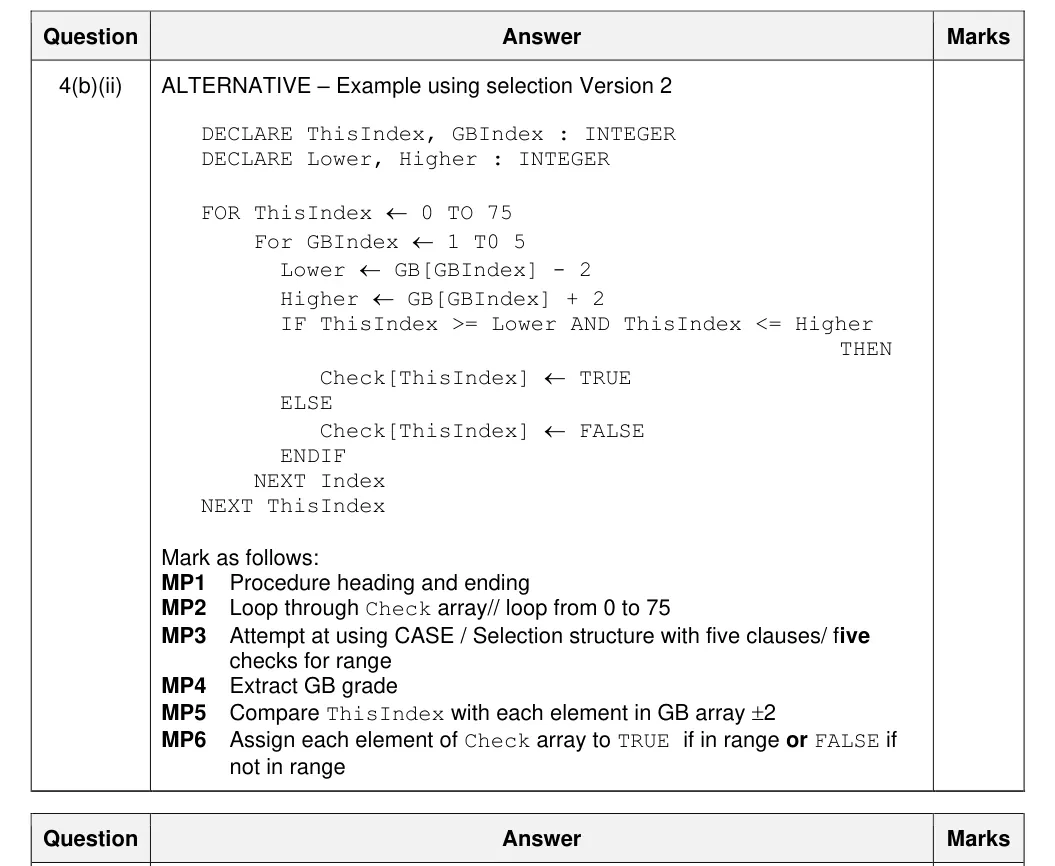 Question Answer Marks
4(b)(ii) ALTERNATIVE – Example using selection Version 2
DECLARE ThisIndex, GBIndex : INTEGER
DECLARE Lower, Higher : INTEGER
FOR ThisIndex ← 0 TO 75
For GBIndex ← 1 T0 5
Lower ← GB[GBIndex] - 2
Higher ← GB[GBIndex] + 2
IF ThisIndex >= Lower AND ThisIndex <= Higher
THEN
Check[ThisIndex] ← TRUE
ELSE
Check[ThisIndex] ← FALSE
ENDIF
NEXT Index
NEXT ThisIndex
Mark as follows:
MP1 Procedure heading and ending
MP2 Loop through Check array// loop from 0 to 75
MP3 Attempt at using CASE / Selection structure with five clauses/ five
checks for range
MP4 Extract GB grade
MP5 Compare ThisIndex with each element in GB array ±2
MP6 Assign each element of Check array to TRUE if in range or FALSE if
not in range
Question Answer Marks